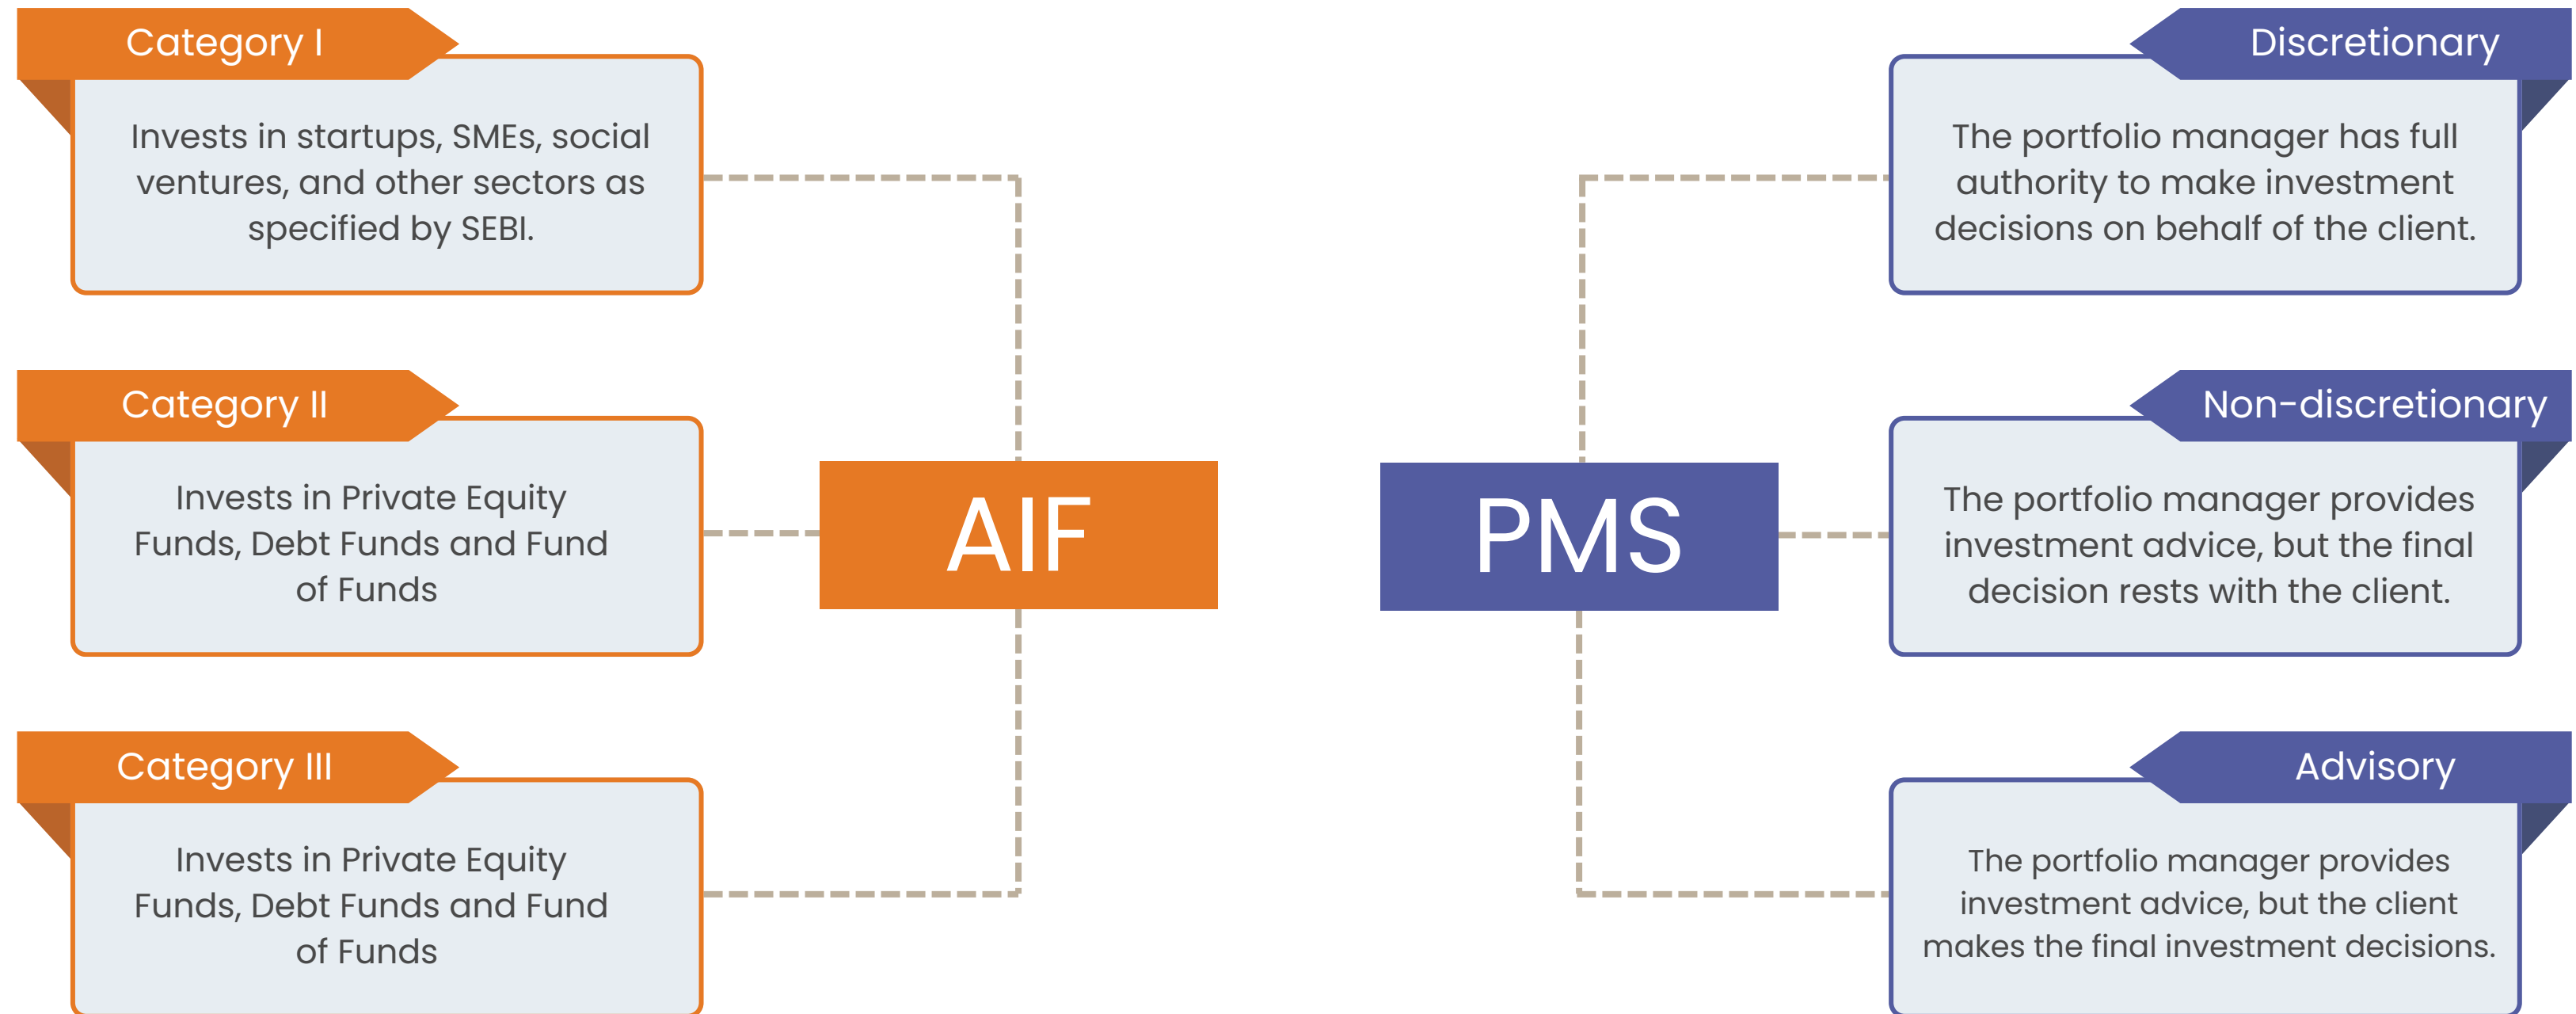 Category I
Invests in startups, SMEs, social
ventures, and other sectors as
specified by SEBI.
Category II
Invests in Private Equity
Funds, Debt Funds and Fund
of Funds
Category III
Invests in Private Equity
Funds, Debt Funds and Fund
of Funds
AIF
PMS
Discretionary
The portfolio manager has full
authority to make investment
decisions on behalf of the client.
Non-discretionary
The portfolio manager provides
investment advice, but the final
decision rests with the client.
Advisory
The portfolio manager provides
investment advice, but the client
makes the final investment decisions.